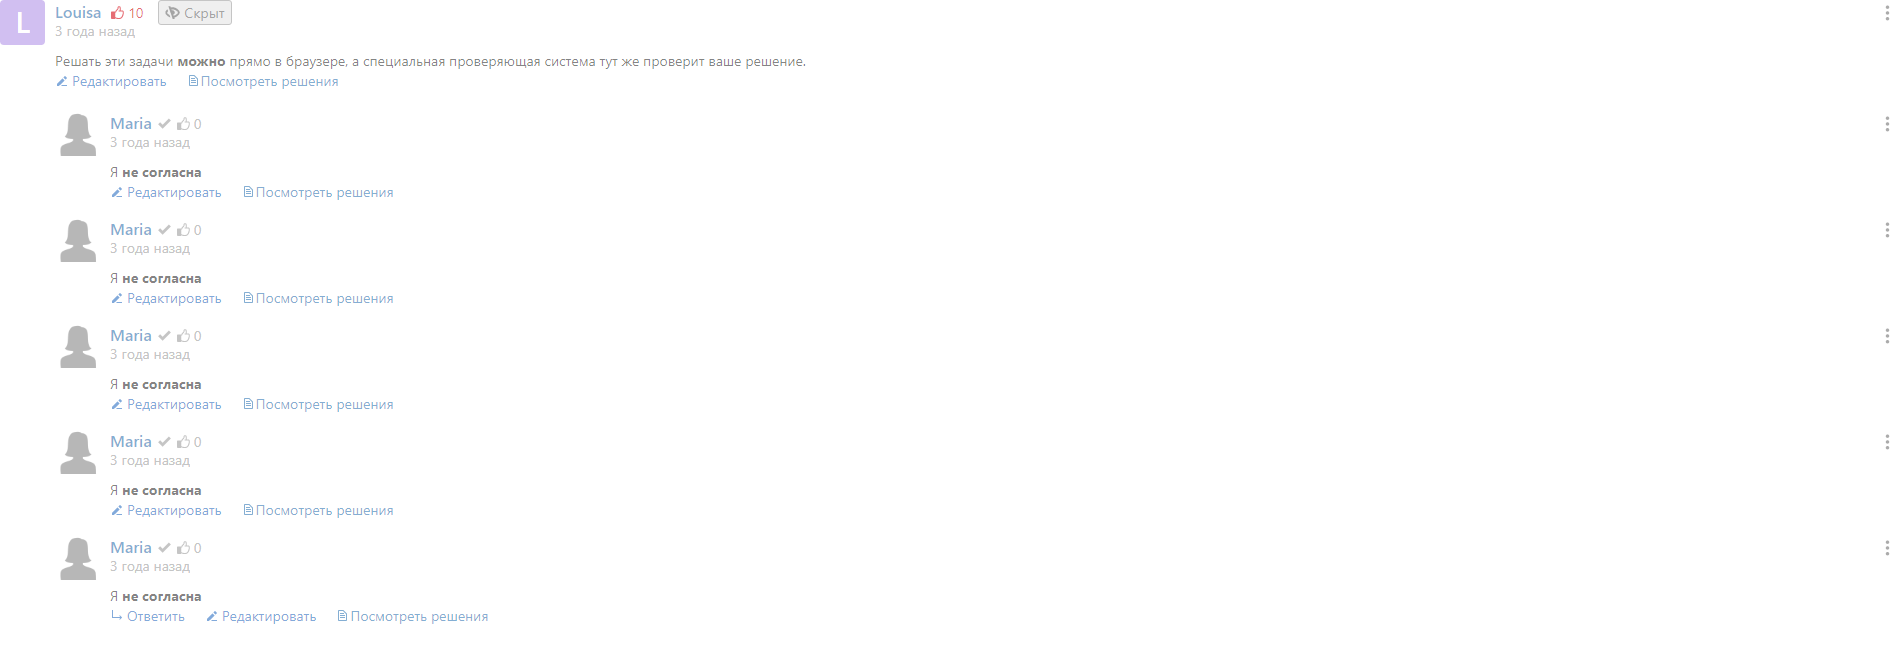 L
Louisa 10 Скрыт
3 года назад
Решать эти задачи можно прямо в браузере, а специальная проверяющая система тут же проверит ваше решение.
Редактировать Посмотреть решения
Maria 0
3 года назад
Я не согласна
Редактировать Посмотреть решения
Maria 0
3 года назад
Я не согласна
Редактировать Посмотреть решения
Maria 0
3 года назад
Я не согласна
Редактировать Посмотреть решения
Maria 0
3 года назад
Я не согласна
Редактировать Посмотреть решения
Maria 0
3 года назад
Я не согласна
Ответить Редактировать Посмотреть решения